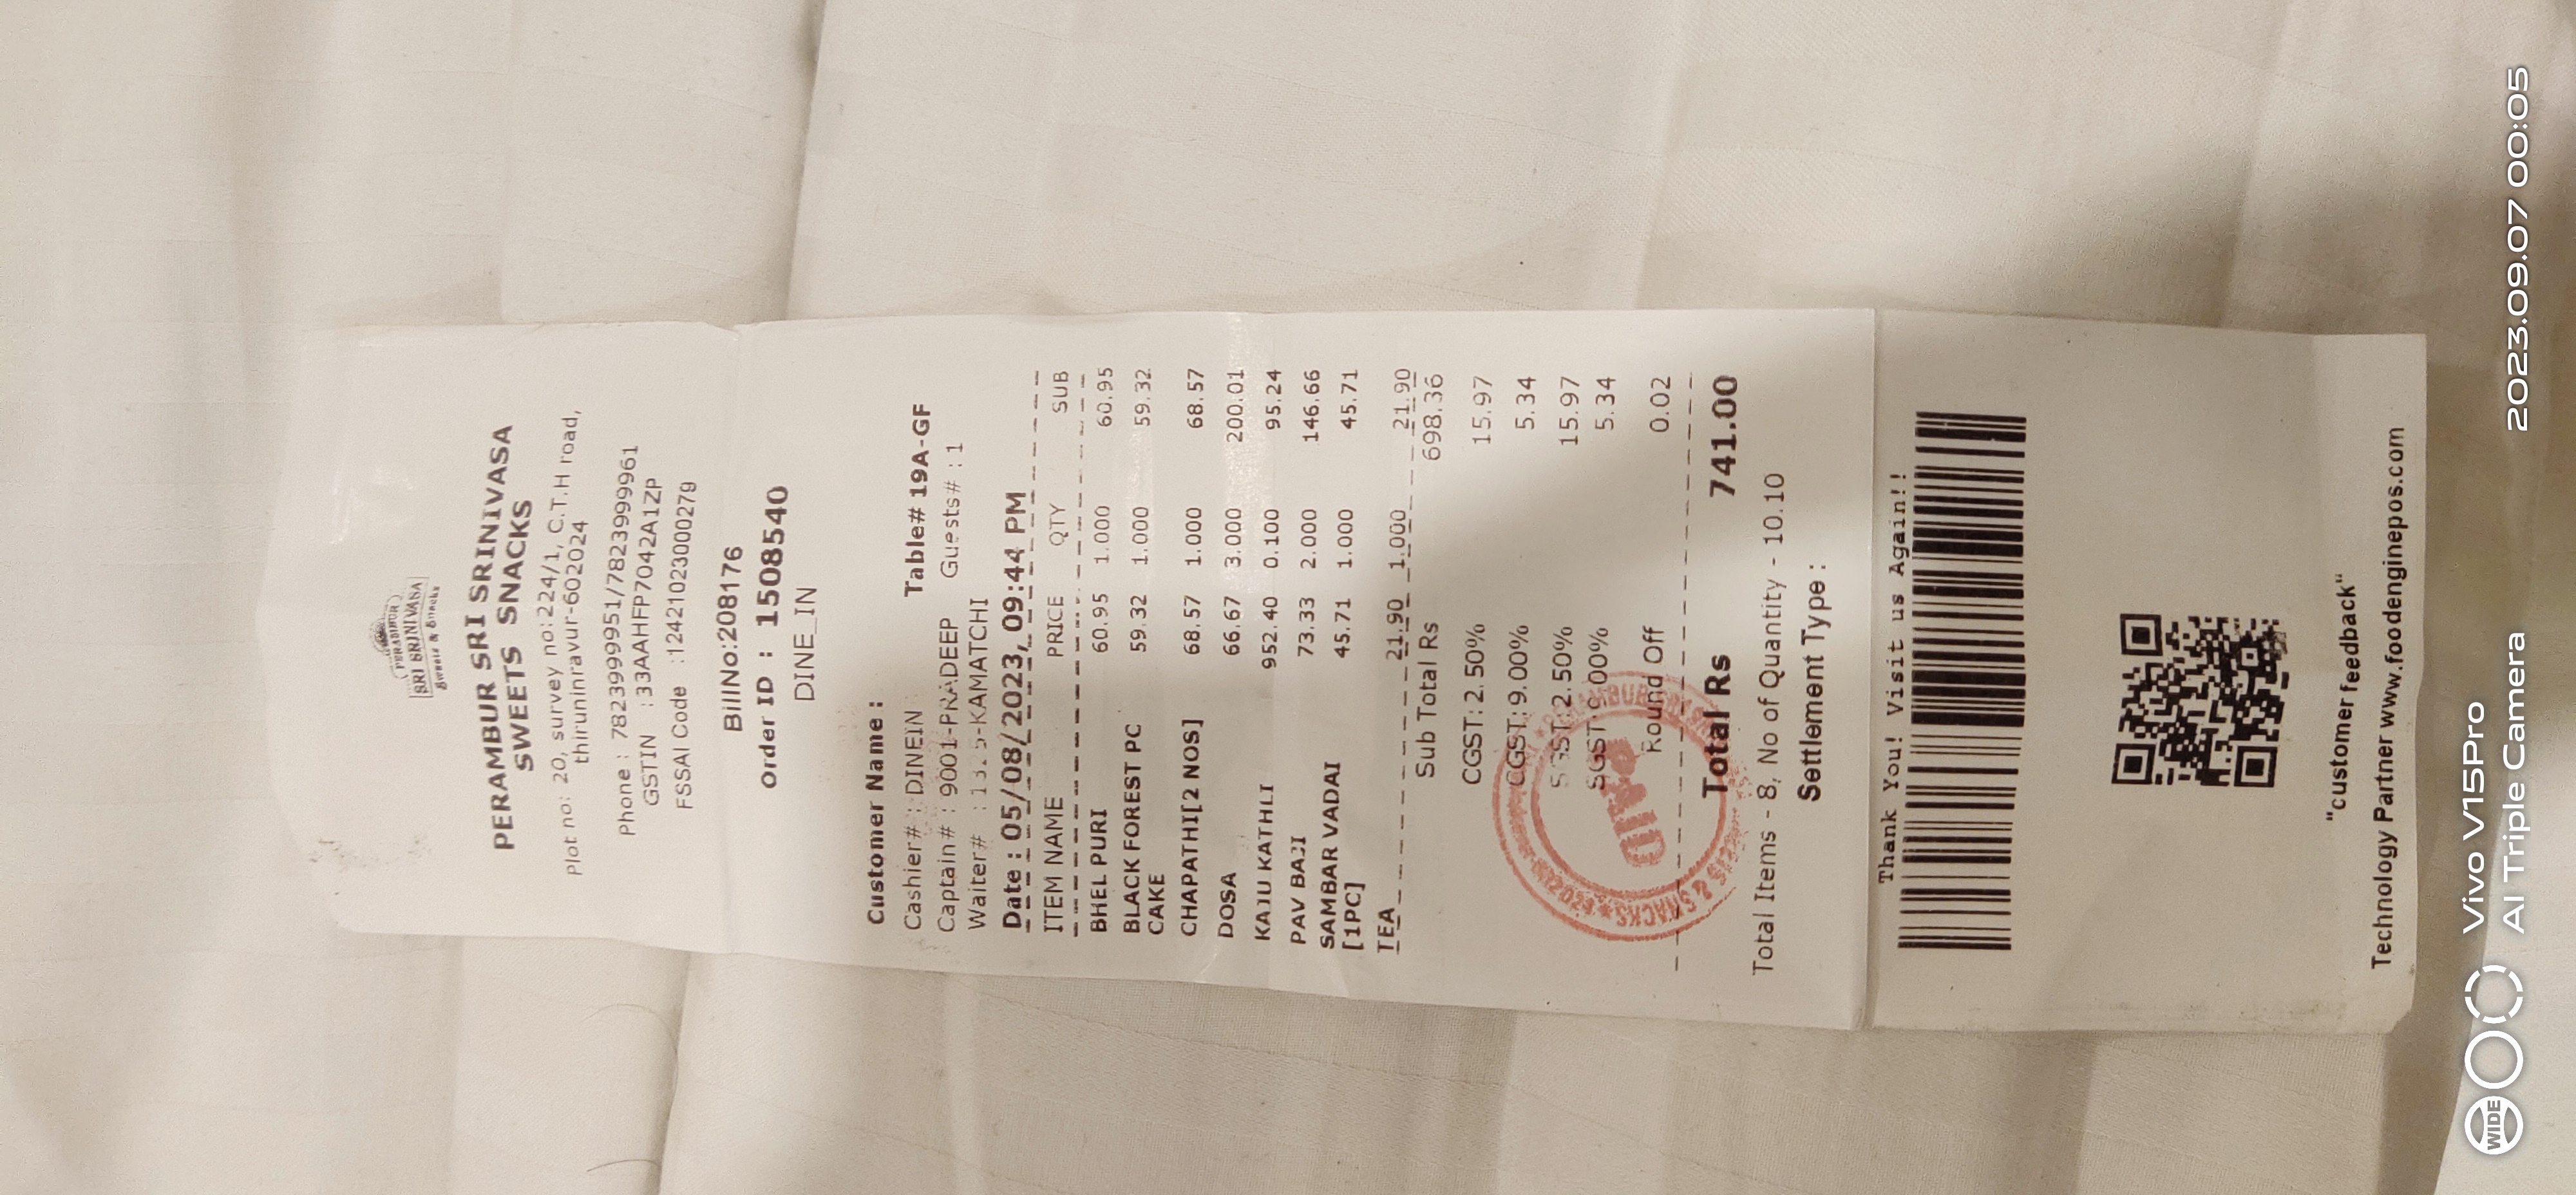 PERAMBUR
SRI SRINIVASA
Sweets & Snacks
PERAMBUR SRI SRINIVASA
SWEETS SNACKS
Plot no: 20, survey no:224/1, C.T.H road,
thiruninravur-602024
Phone : 7823999951/7823999961
GSTIN :33AAHFP7042A1ZP
FSSAI Code :12421023000279
BillNo:208176
Order ID : 1508540
DINE_IN
Customer Name :
Cashier# : DINEIN Table# 19A-GF
Captain# : 9001-PRADEEP Guests# : 1
Waiter# : KAMATCHI
Date : 05/08/2023, 09:44 PM
ITEM NAME PRICE QTY SUB
BHEL PURI 60.95 1.000 60.95
BLACK FOREST PC 59.32 1.000 59.32
CAKE
CHAPATHI[2 NOS] 68.57 1.000 68.57
DOSA 66.67 3.000 200.01
KAJU KATHLI 952.40 0.100 95.24
PAV BAJI 73.33 2.000 146.66
SAMBAR VADAI 45.71 1.000 45.71
[1PC]
TEA 21.90 1.000 21.90
Sub Total Rs 698.36
CGST: 2.50% 15.97
CGST: 9.00% 5.34
SGST: 2.50% 15.97
SGST: 9.00% 5.34
PAID
Round Off 0.02
Total Rs 741.00
Total Items - 8, No of Quantity - 10.10
Settlement Type :
Thank You! Visit us Again!!
"customer feedback"
Technology Partner www.foodenginepos.com
WIDE
Vivo V15Pro
AI Triple Camera
2023.09.07 00:05